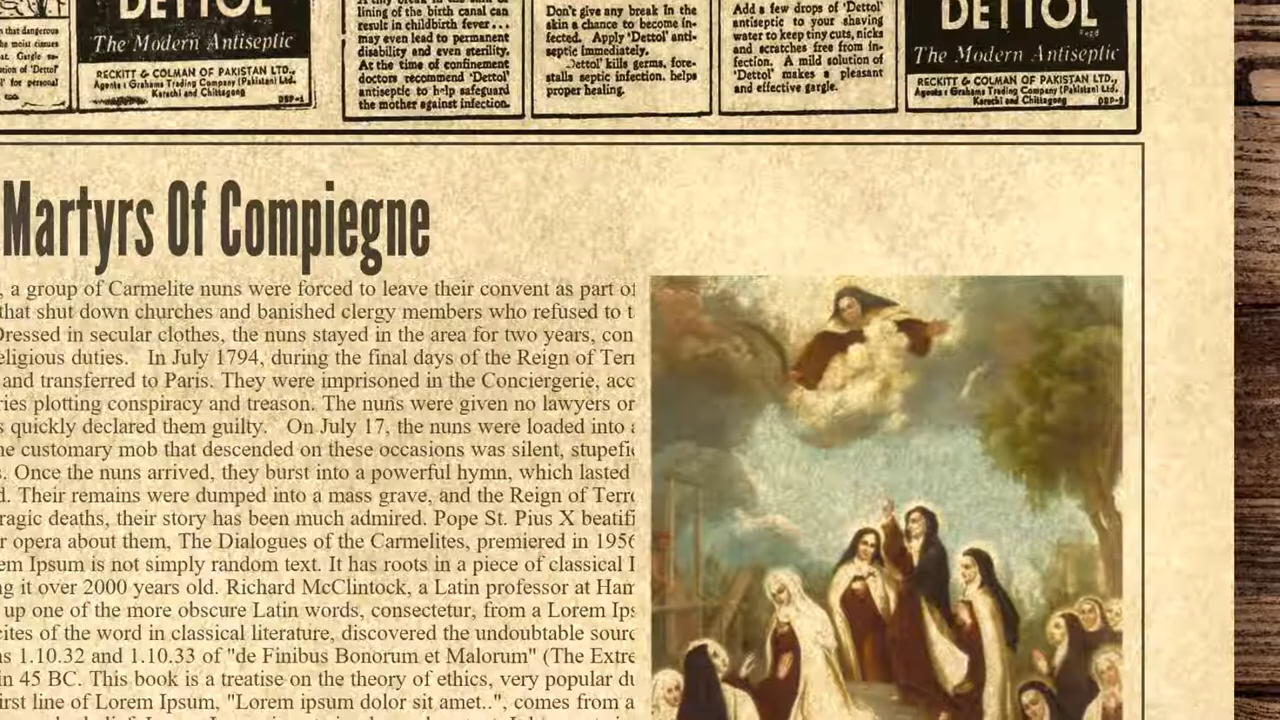 that dangerous
the moist tissues
at. Gargle so-
ution of 'Dettol'
l' for personal
too.
DETTOL
The Modern Antiseptic
RECKITT & COLMAN OF PAKISTAN LTD.,
Agents : Grahams Trading Company (Pakistan) Ltd.
Karachi and Chittagong
DBP-1
lining of the birth canal can
result in childbirth fever...
may even lead to permanent
disability and even sterility.
At the time of confinement
doctors recommend 'Dettol'
antiseptic to help safeguard
the mother against infection.
Don't give any break in the
skin a chance to become in-
fected. Apply 'Dettol' anti-
septic immediately.
'Dettol' kills germs, fore-
stalls septic infection, helps
proper healing.
Add a few drops of 'Dettol'
antiseptic to your shaving
water to keep tiny cuts, nicks
and scratches free from in-
fection. A mild solution of
'Dettol' makes a pleasant
and effective gargle.
DETTOL
Regd
The Modern Antiseptic
RECKITT & COLMAN OF PAKISTAN LTD.,
Agents : Grahams Trading Company (Pakistan) Ltd.
Karachi and Chittagong
Martyrs Of Compiegne
, a group of Carmelite nuns were forced to leave their convent as part of
that shut down churches and banished clergy members who refused to t
Dressed in secular clothes, the nuns stayed in the area for two years, con
eligious duties. In July 1794, during the final days of the Reign of Terr
and transferred to Paris. They were imprisoned in the Conciergerie, acc
ries plotting conspiracy and treason. The nuns were given no lawyers or
s quickly declared them guilty. On July 17, the nuns were loaded into a
he customary mob that descended on these occasions was silent, stupefi
s. Once the nuns arrived, they burst into a powerful hymn, which lasted
d. Their remains were dumped into a mass grave, and the Reign of Terro
ragic deaths, their story has been much admired. Pope St. Pius X beatifi
r opera about them, The Dialogues of the Carmelites, premiered in 1956
em Ipsum is not simply random text. It has roots in a piece of classical l
ng it over 2000 years old. Richard McClintock, a Latin professor at Ham
up one of the more obscure Latin words, consectetur, from a Lorem Ips
cites of the word in classical literature, discovered the undoubtable sourc
ns 1.10.32 and 1.10.33 of "de Finibus Bonorum et Malorum" (The Extre
in 45 BC. This book is a treatise on the theory of ethics, very popular du
irst line of Lorem Ipsum, "Lorem ipsum dolor sit amet..", comes from a